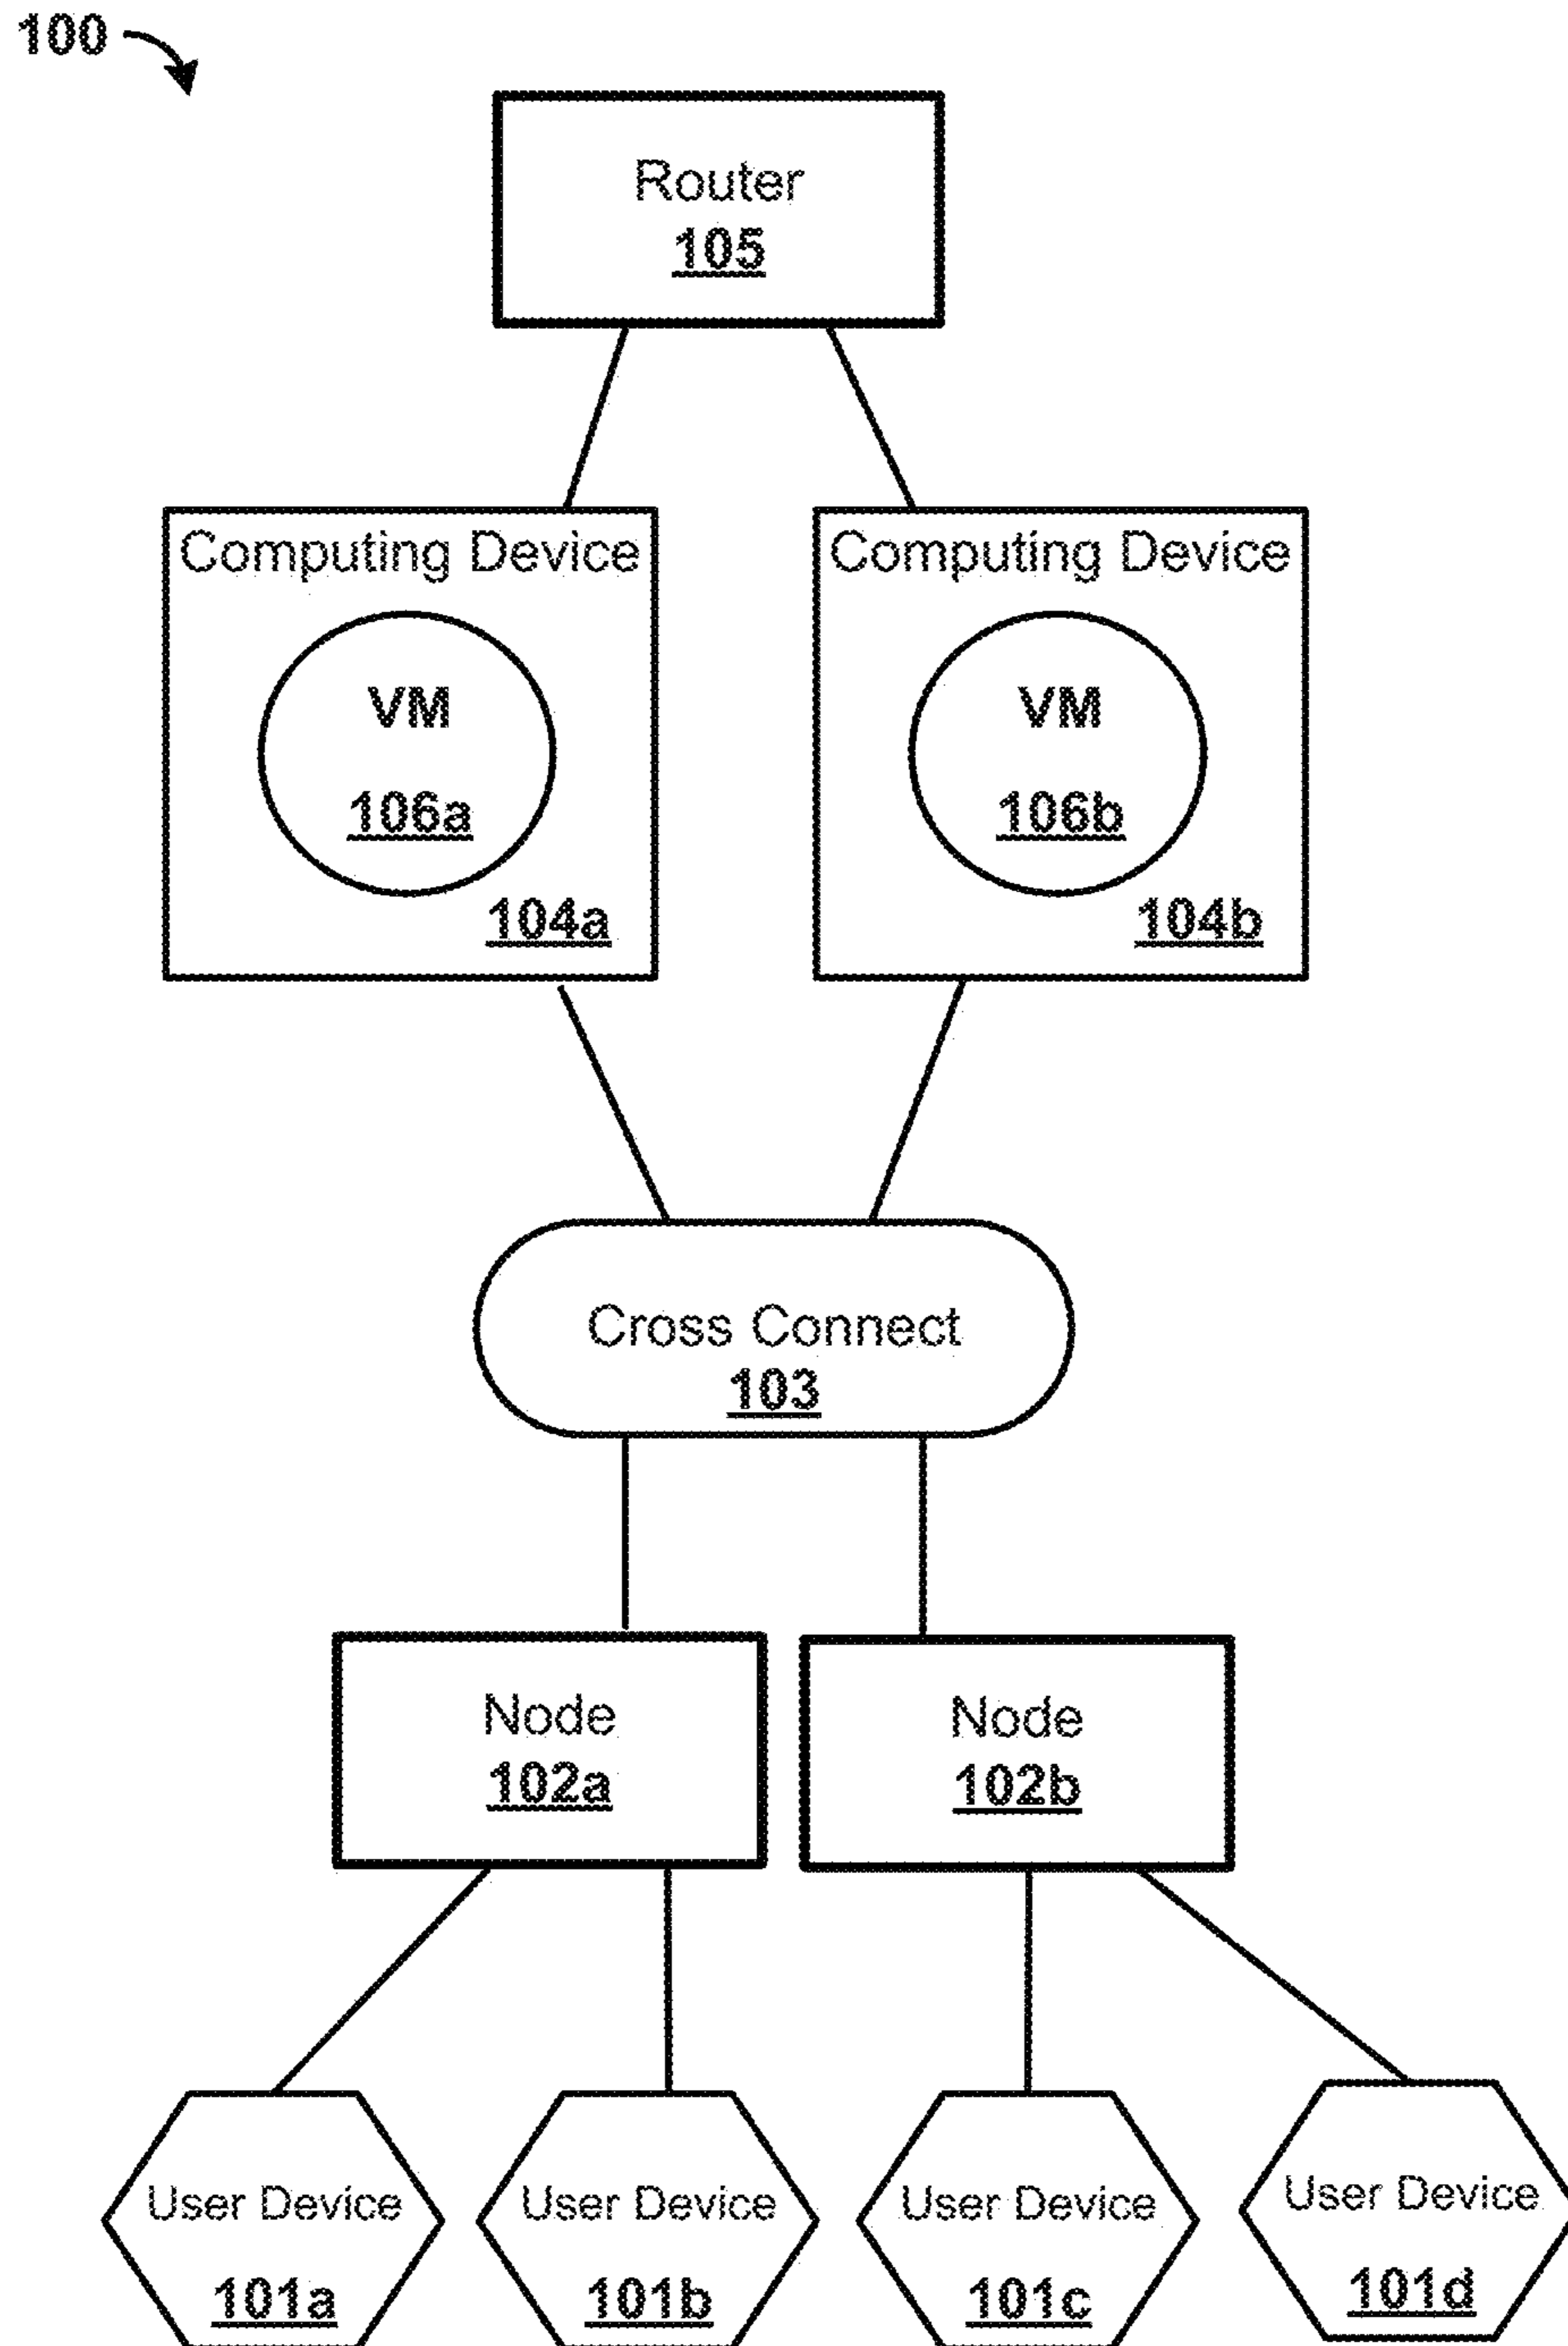 100
Router
105
Computing Device
VM
106a
104a
Computing Device
VM
106b
104b
Cross Connect
103
Node
102a
Node
102b
User Device
101a
User Device
101b
User Device
101c
User Device
101d